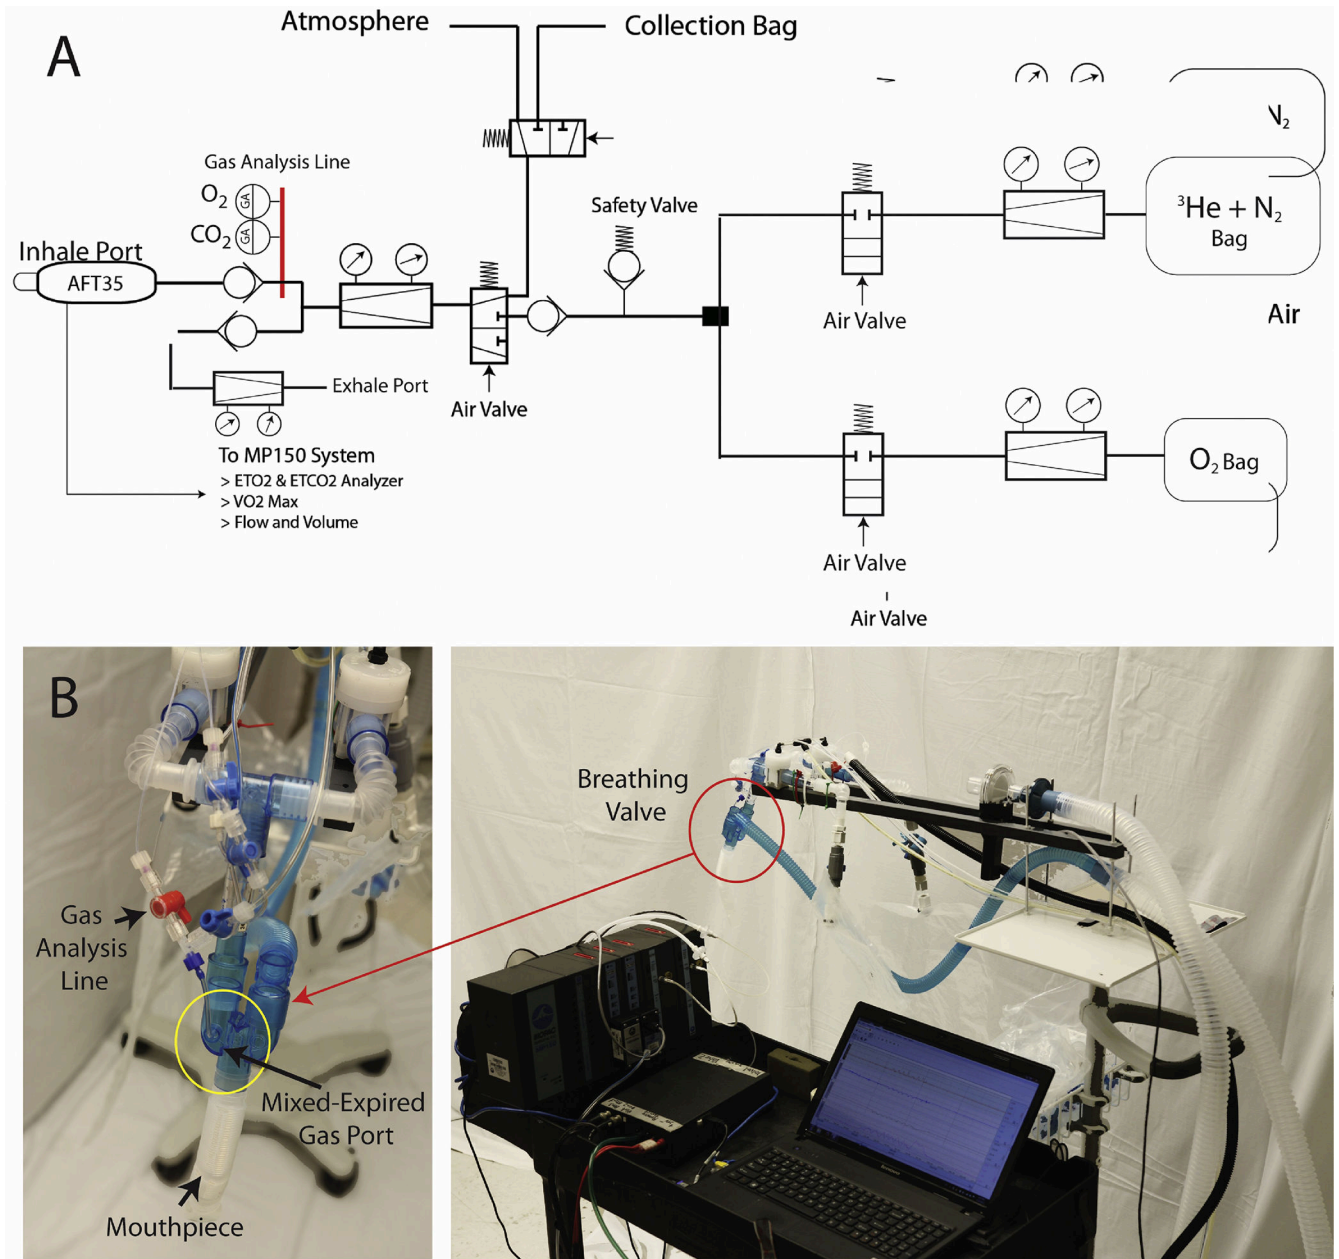 A
Atmosphere
Collection Bag
Gas Analysis Line
O2
GA
CO2
GA
Inhale Port
AFT35
Safety Valve
N2
3He + N2
Bag
Air Valve
Air
Exhale Port
Air Valve
To MP150 System
> ETO2 & ETCO2 Analyzer
> VO2 Max
> Flow and Volume
O2 Bag
Air Valve
Air Valve
B
Breathing
Valve
Gas
Analysis
Line
Mixed-Expired
Gas Port
Mouthpiece